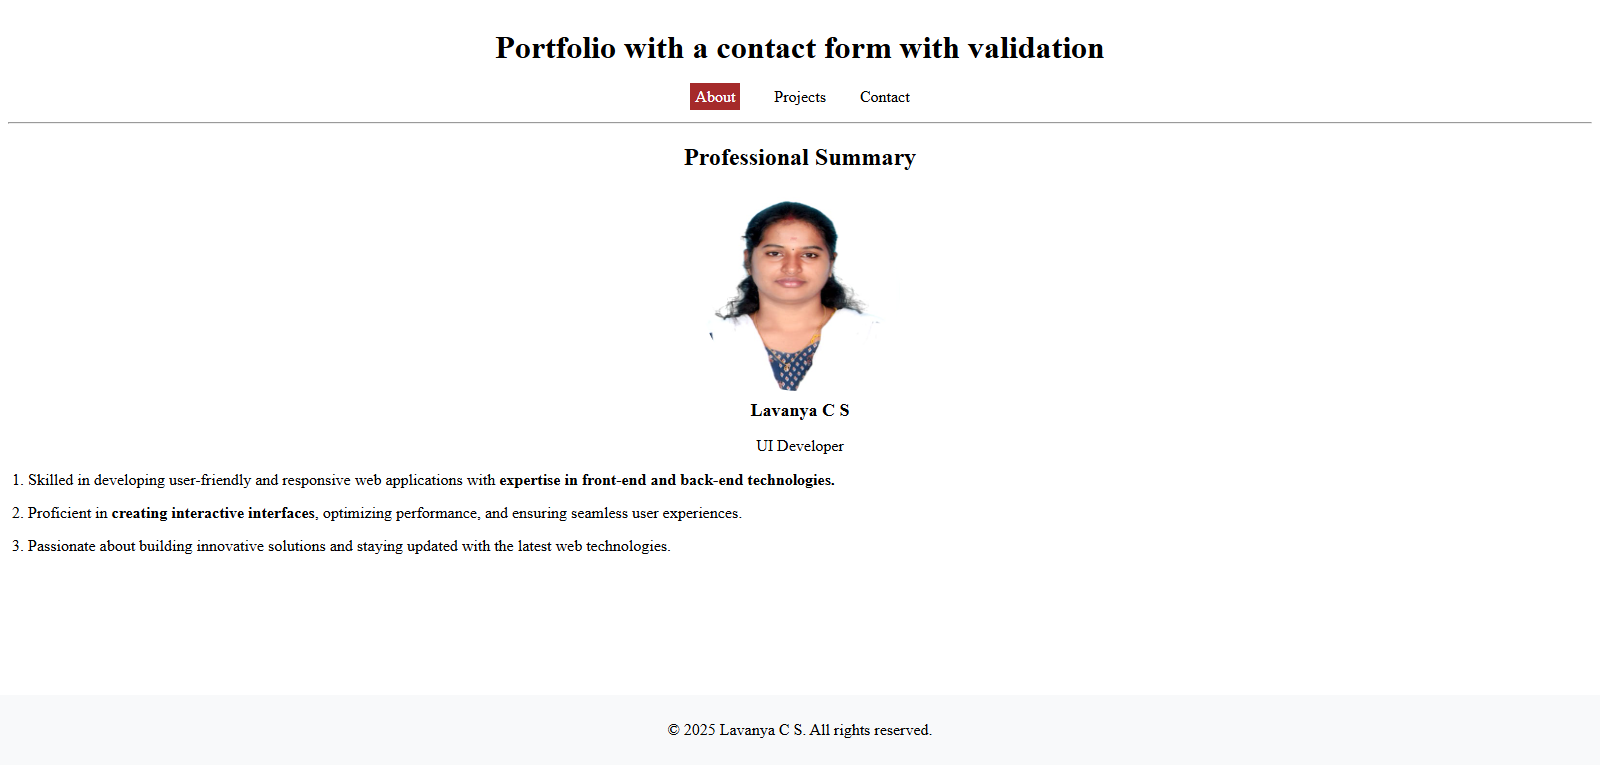 Portfolio with a contact form with validation
About Projects Contact
Professional Summary
Lavanya C S
UI Developer
1. Skilled in developing user-friendly and responsive web applications with expertise in front-end and back-end technologies.
2. Proficient in creating interactive interfaces, optimizing performance, and ensuring seamless user experiences.
3. Passionate about building innovative solutions and staying updated with the latest web technologies.
© 2025 Lavanya C S. All rights reserved.